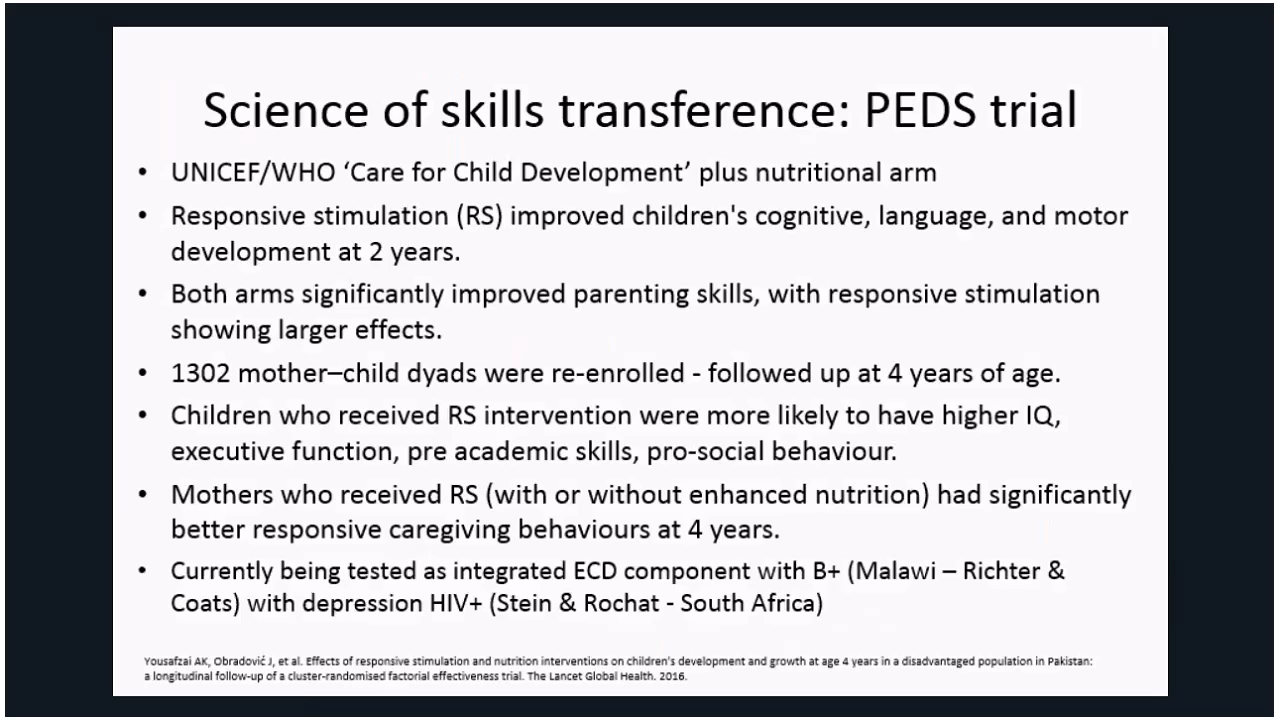 Science of skills transference: PEDS trial
• UNICEF/WHO ‘Care for Child Development’ plus nutritional arm
• Responsive stimulation (RS) improved children's cognitive, language, and motor
development at 2 years.
• Both arms significantly improved parenting skills, with responsive stimulation
showing larger effects.
• 1302 mother–child dyads were re-enrolled - followed up at 4 years of age.
• Children who received RS intervention were more likely to have higher IQ,
executive function, pre academic skills, pro-social behaviour.
• Mothers who received RS (with or without enhanced nutrition) had significantly
better responsive caregiving behaviours at 4 years.
• Currently being tested as integrated ECD component with B+ (Malawi – Richter &
Coats) with depression HIV+ (Stein & Rochat - South Africa)
Yousafzai AK, Obradović J, et al. Effects of responsive stimulation and nutrition interventions on children's development and growth at age 4 years in a disadvantaged population in Pakistan:
a longitudinal follow-up of a cluster-randomised factorial effectiveness trial. The Lancet Global Health. 2016.